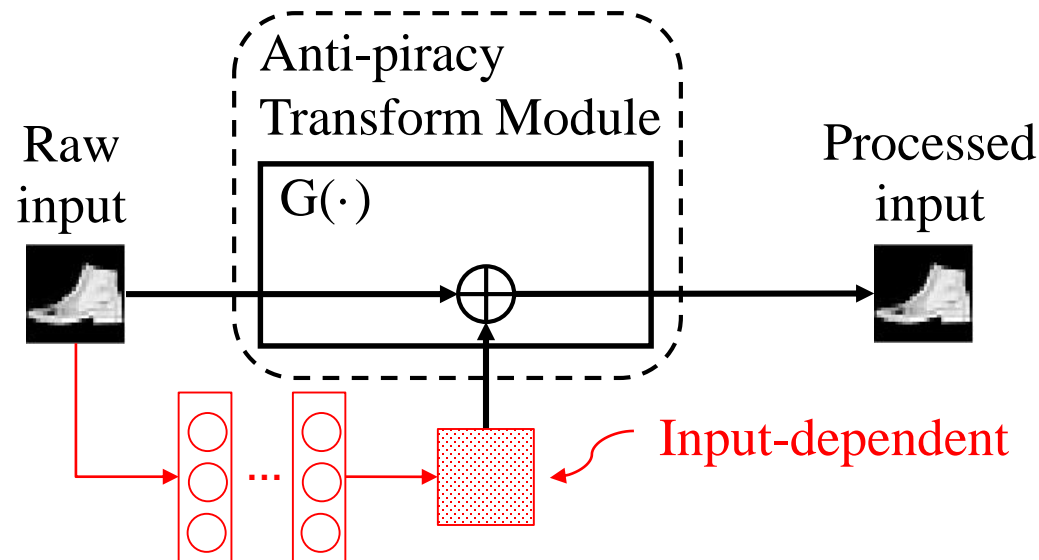 Anti-piracy
Transform Module
Raw
input
Processed
input
G(·)
...
Input-dependent